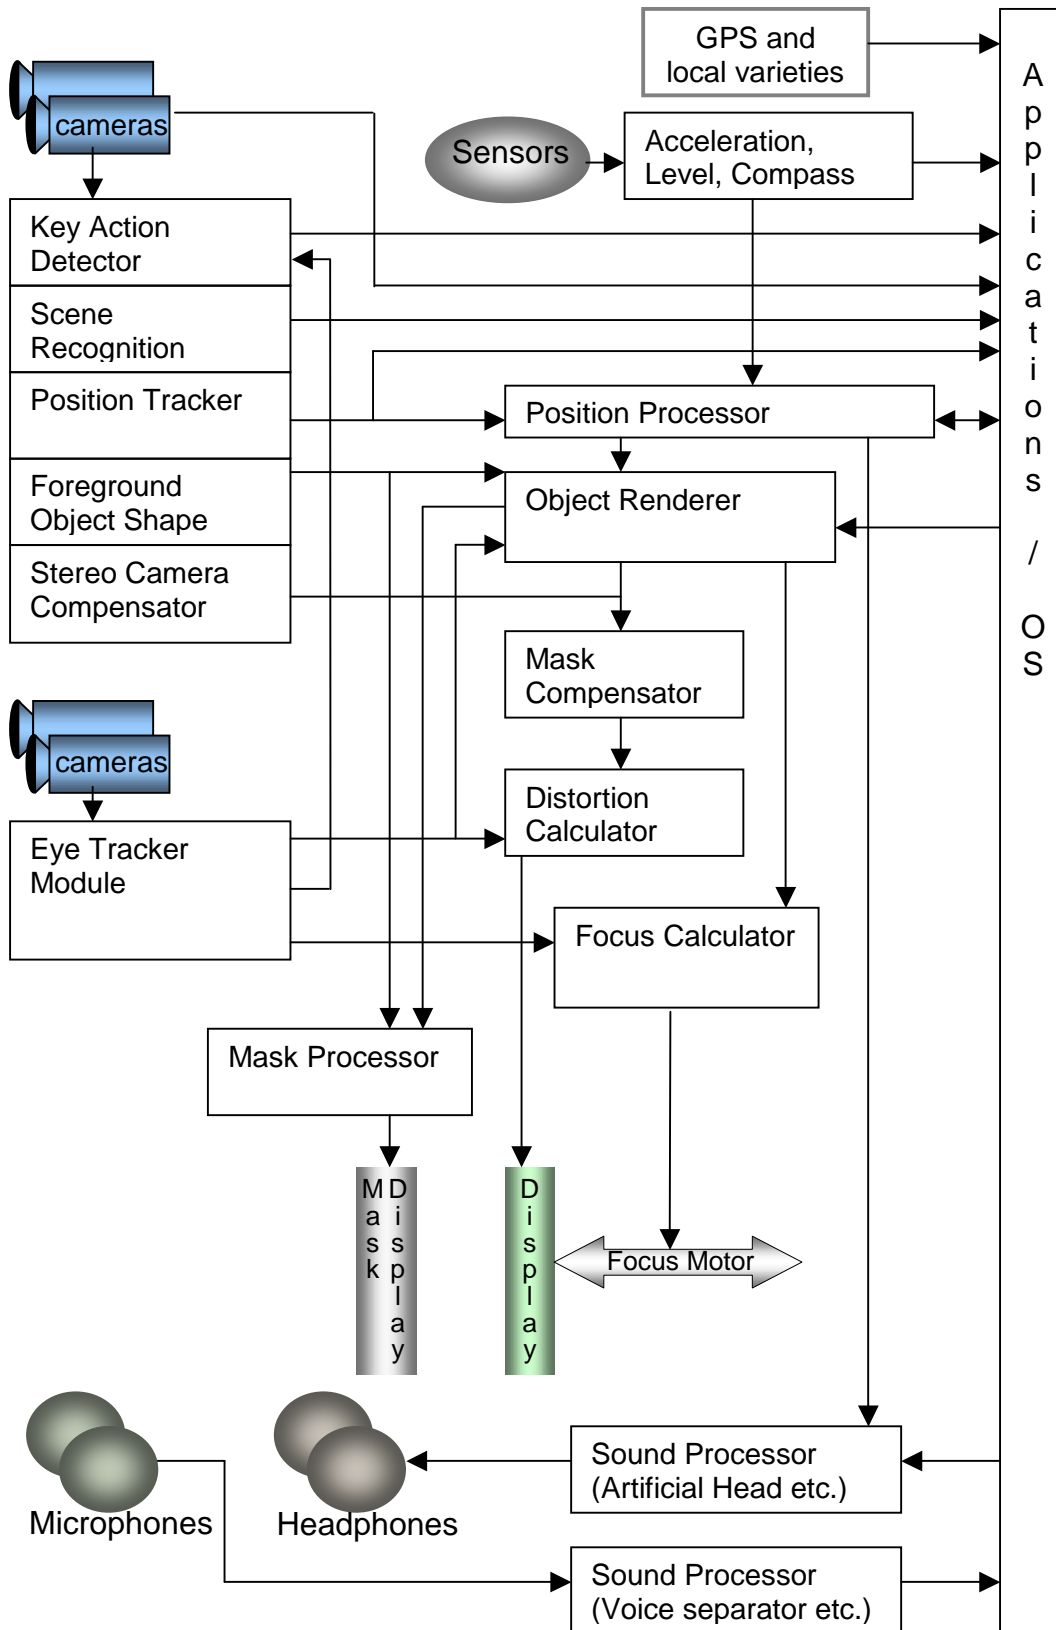 GPS and
local varieties
cameras
Sensors
Acceleration,
Level, Compass
Applications / OS
Key Action
Detector
Scene
Recognition
Position Tracker
Position Processor
Foreground
Object Shape
Object Renderer
Stereo Camera
Compensator
Mask
Compensator
cameras
Distortion
Calculator
Eye Tracker
Module
Focus Calculator
Mask Processor
Mask
Display
Display
Focus Motor
Microphones
Headphones
Sound Processor
(Artificial Head etc.)
Sound Processor
(Voice separator etc.)